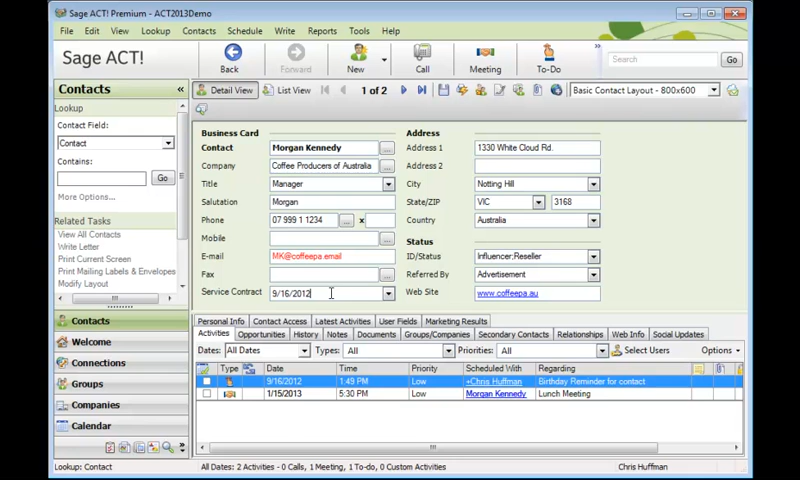 Sage ACT! Premium - ACT2013Demo
File Edit View Lookup Contacts Schedule Write Reports Tools Help
Sage ACT!
Back Forward New Call Meeting To-Do
» Search Go
Contacts «
Detail View List View 1 of 2 Basic Contact Layout - 800x600
Lookup
Contact Field:
Contact
Contains:
Go
More Options...
Related Tasks
View All Contacts
Write Letter
Print Current Screen
Print Mailing Labels & Envelopes
Modify Layout
Contacts
Welcome
Connections
Groups
Companies
Calendar
Business Card
Contact Morgan Kennedy ...
Company Coffee Producers of Australia ...
Title Manager
Salutation Morgan
Phone 07 999 1 1234 ... x
Mobile ...
E-mail MK@coffeepa.email
Fax ...
Service Contract 9/16/2012
Address
Address 1 1330 White Cloud Rd.
Address 2
City Notting Hill
State/ZIP VIC 3168
Country Australia
Status
ID/Status Influencer;Reseller
Referred By Advertisement
Web Site www.coffeepa.au
Personal Info Contact Access Latest Activities User Fields Marketing Results
Activities Opportunities History Notes Documents Groups/Companies Secondary Contacts Relationships Web Info Social Updates
Dates: All Dates Types: All Priorities: All Select Users Options
Type Date Time Priority Scheduled With Regarding
9/16/2012 1:49 PM Low +Chris Huffman Birthday Reminder for contact
1/15/2013 5:30 PM Low Morgan Kennedy Lunch Meeting
Lookup: Contact All Dates: 2 Activities - 0 Calls, 1 Meeting, 1 To-do, 0 Custom Activities Chris Huffman